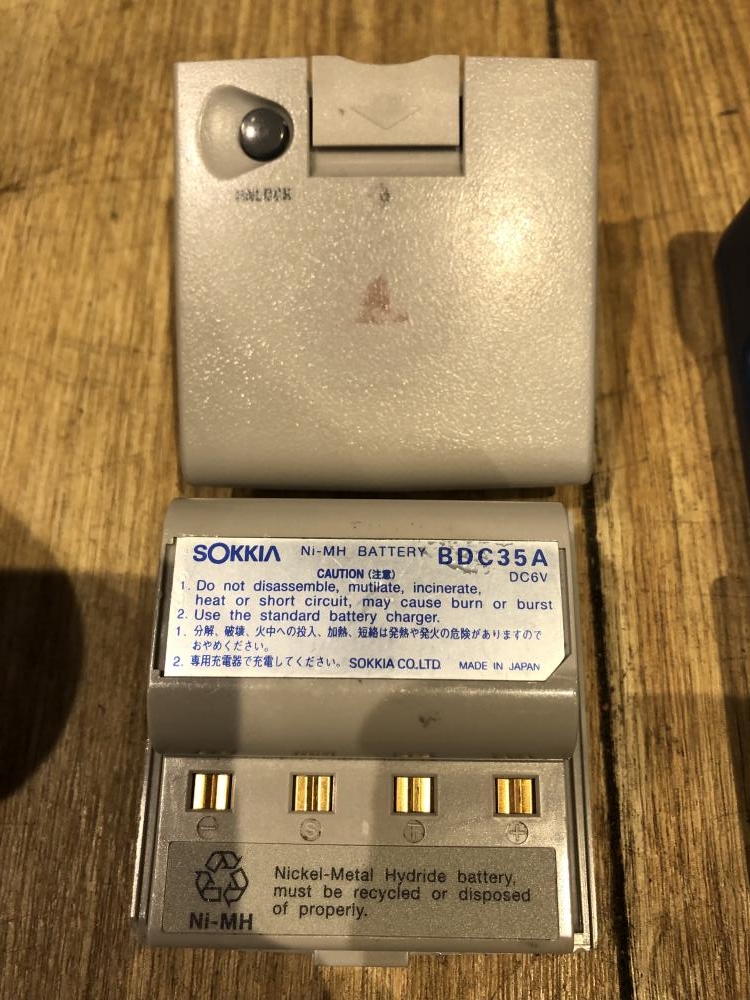 UNLOCK
SOKKIA Ni-MH BATTERY BDC35A
CAUTION (注意) DC6V
1. Do not disassemble, mutilate, incinerate,
heat or short circuit, may cause burn or burst
2. Use the standard battery charger.
1. 分解、破壊、火中への投入、加熱、短絡は発熱や発火の危険がありますので
おやめください。
2. 専用充電器で充電してください。 SOKKIA CO.,LTD. MADE IN JAPAN
− S T +
Nickel-Metal Hydride battery,
must be recycled or disposed
of properly.
Ni-MH